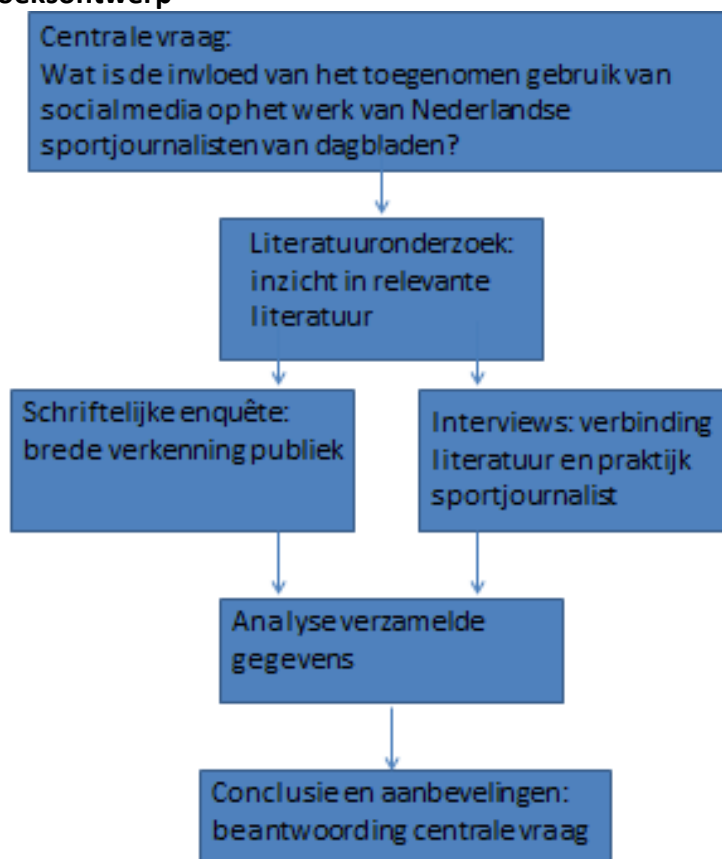 Centrale vraag:
Wat is de invloed van het toegenomen gebruik van
social media op het werk van Nederlandse
sportjournalisten van dagbladen?
Literatuuronderzoek:
inzicht in relevante
literatuur
Schriftelijke enquête:
brede verkenning publiek
Interviews: verbinding
literatuur en praktijk
sportjournalist
Analyse verzamelde
gegevens
Conclusie en aanbevelingen:
beantwoording centrale vraag